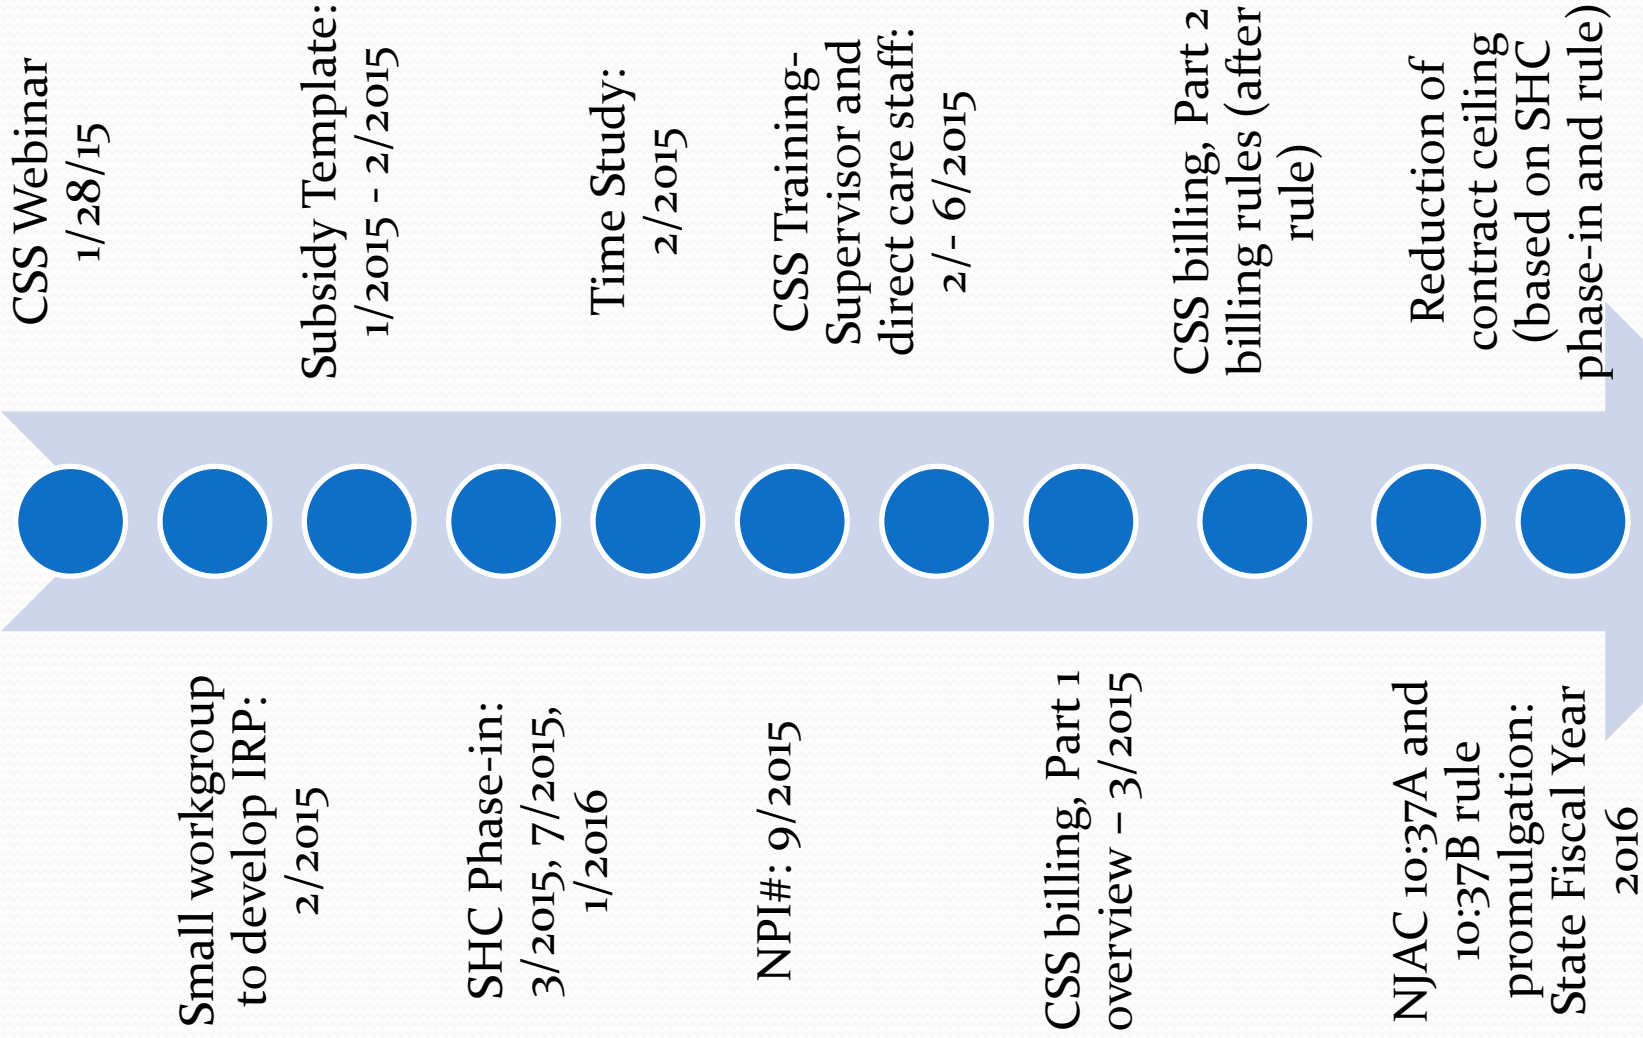 CSS Webinar
1/28/15
Small workgroup
to develop IRP:
2/2015
Subsidy Template:
1/2015 - 2/2015
SHC Phase-in:
3/2015, 7/2015,
1/2016
Time Study:
2/2015
NPI#: 9/2015
CSS Training-
Supervisor and
direct care staff:
2/- 6/2015
CSS billing, Part 1
overview – 3/2015
CSS billing, Part 2
billing rules (after
rule)
NJAC 10:37A and
10:37B rule
promulgation:
State Fiscal Year
2016
Reduction of
contract ceiling
(based on SHC
phase-in and rule)